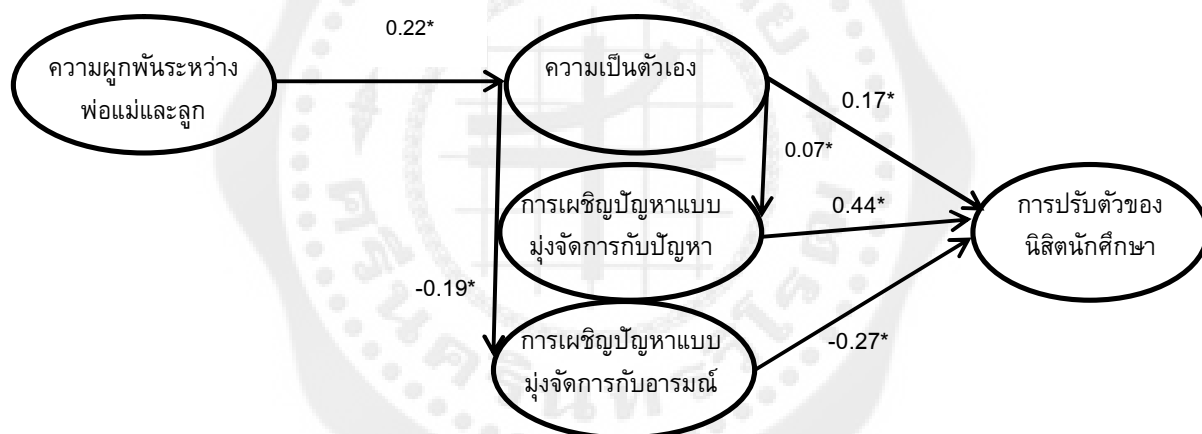 0.22*
ความผูกพันระหว่าง
พ่อแม่และลูก
ความเป็นตัวเอง
0.17*
0.07*
การเผชิญปัญหาแบบ
มุ่งจัดการกับปัญหา
0.44*
การปรับตัวของ
นิสิตนักศึกษา
-0.19*
การเผชิญปัญหาแบบ
มุ่งจัดการกับอารมณ์
-0.27*